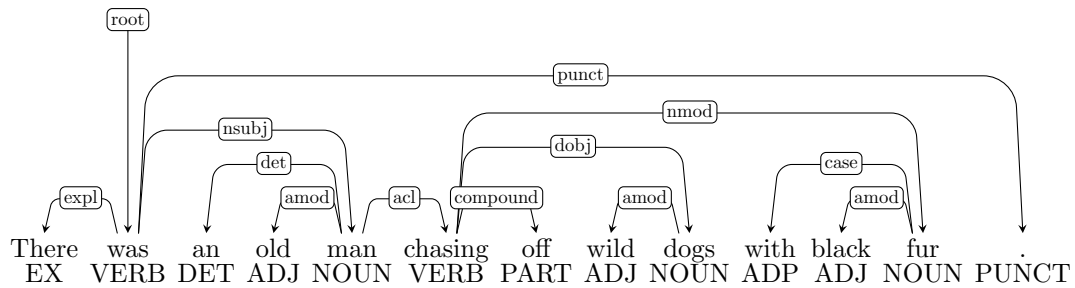 root
punct
nmod
nsubj
dobj
det case
expl amod acl compound amod amod
There was an old man chasing off wild dogs with black fur .
EX VERB DET ADJ NOUN VERB PART ADJ NOUN ADP ADJ NOUN PUNCT